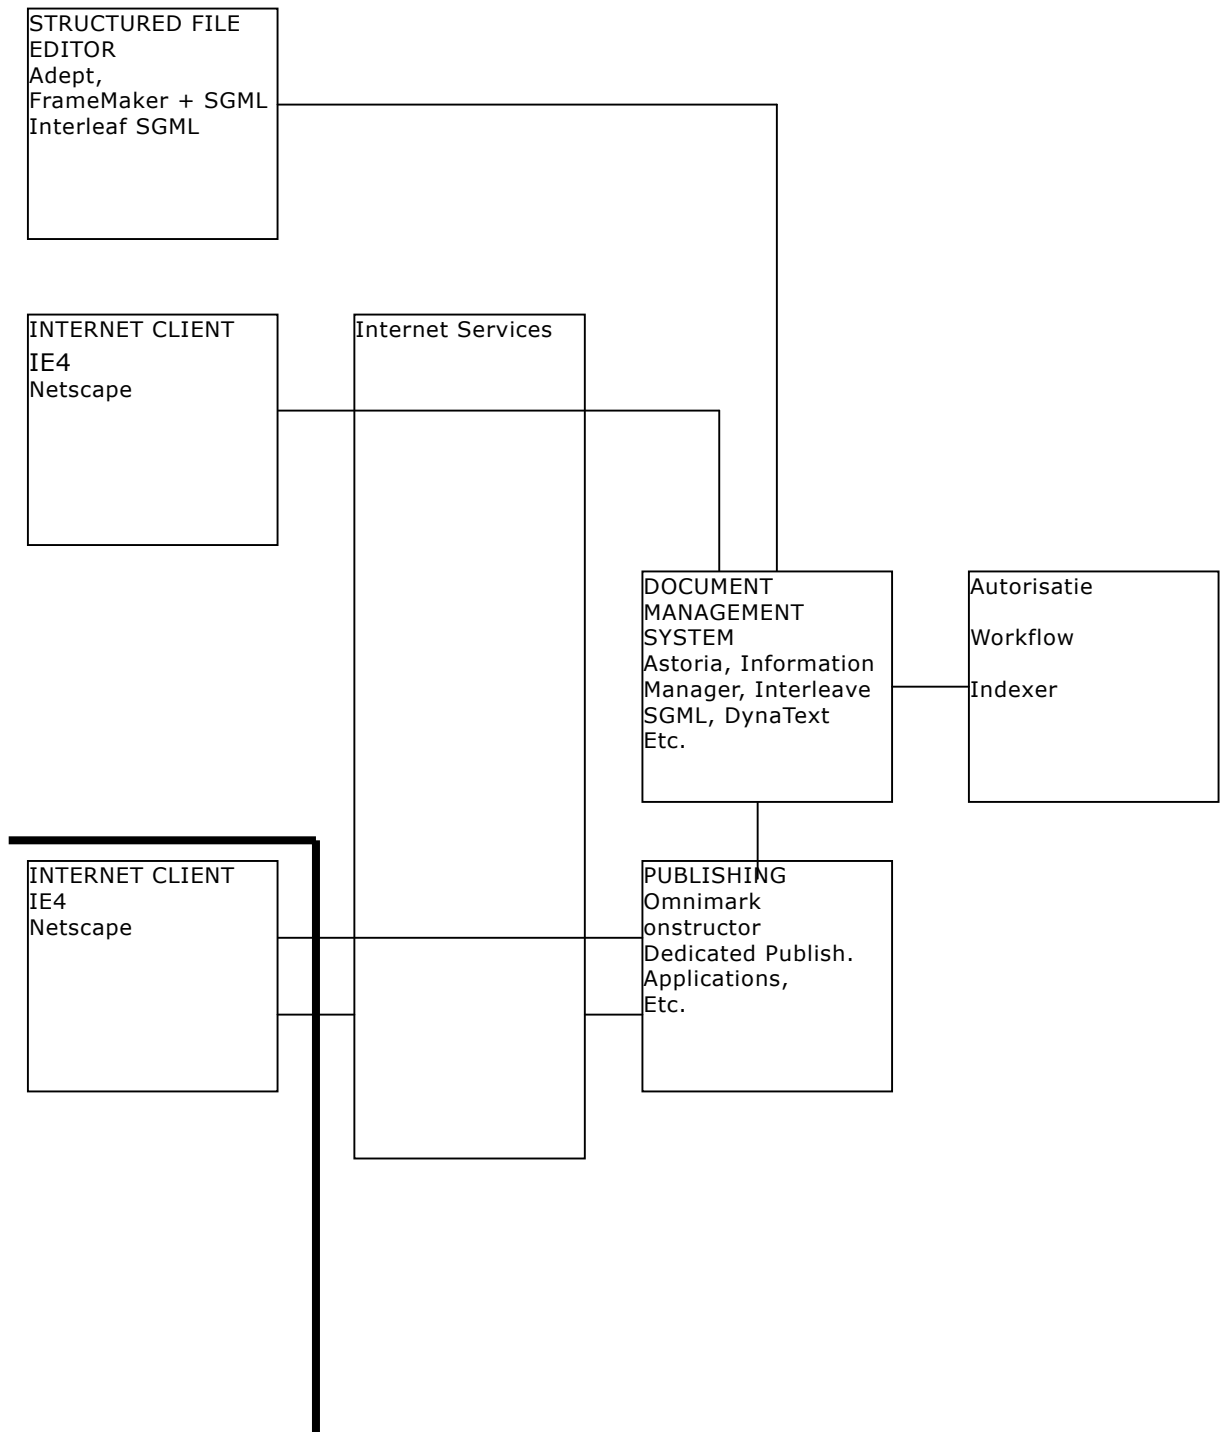 STRUCTURED FILE
EDITOR
Adept,
FrameMaker + SGML
Interleaf SGML
INTERNET CLIENT
IE4
Netscape
Internet Services
DOCUMENT
MANAGEMENT
SYSTEM
Astoria, Information
Manager, Interleave
SGML, DynaText
Etc.
Autorisatie
Workflow
Indexer
INTERNET CLIENT
IE4
Netscape
PUBLISHING
Omnimark
onstructor
Dedicated Publish.
Applications,
Etc.